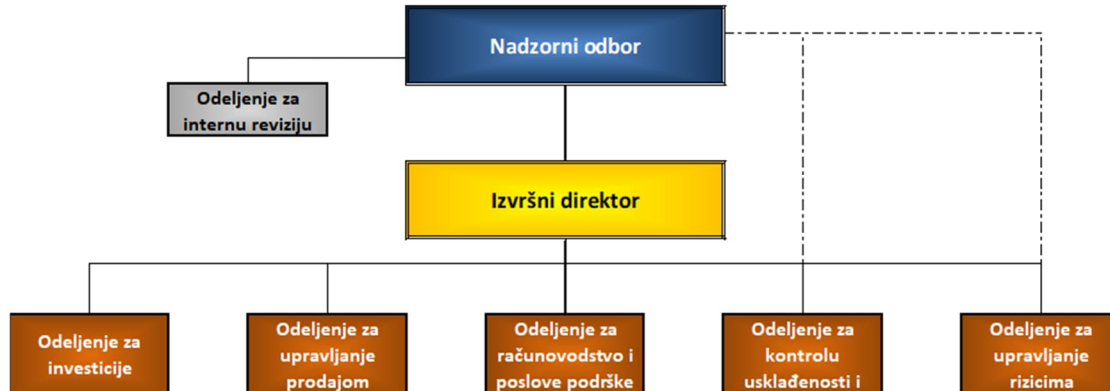 Nadzorni odbor
Odeljenje za
internu reviziju
Izvršni direktor
Odeljenje za
investicije
Odeljenje za
upravljanje
prodajom
Odeljenje za
računovodstvo i
poslove podrške
Odeljenje za
kontrolu
usklađenosti i
Odeljenje za
upravljanje
rizicima